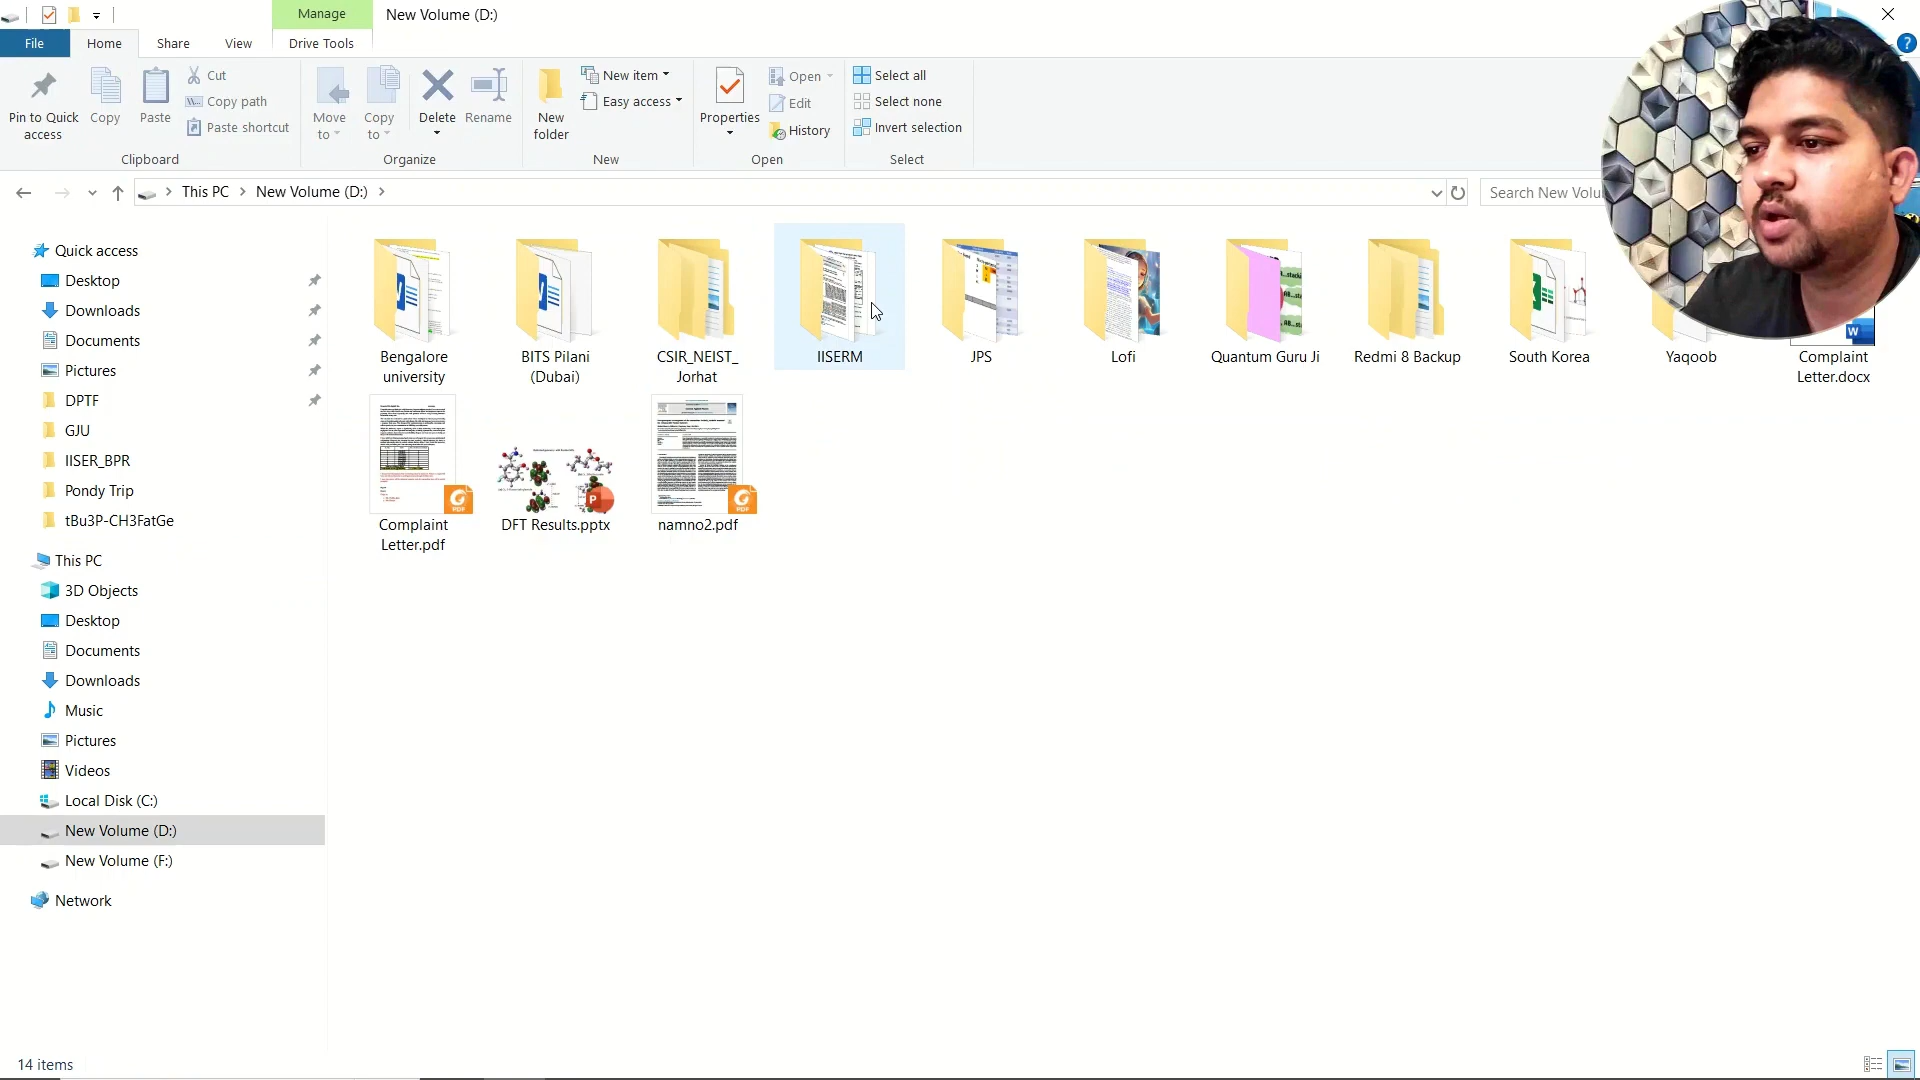 Manage
New Volume (D:)
File
Home
Share
View
Drive Tools
?
Pin to Quick
access
Copy
Paste
Cut
Copy path
Paste shortcut
Clipboard
Move
to
Copy
to
Delete
Rename
Organize
New
folder
New item
Easy access
New
Properties
Open
Edit
History
Open
Select all
Select none
Invert selection
Select
This PC
New Volume (D:)
Search New Volu
Quick access
Desktop
Downloads
Documents
Pictures
DPTF
GJU
IISER_BPR
Pondy Trip
tBu3P-CH3FatGe
This PC
3D Objects
Desktop
Documents
Downloads
Music
Pictures
Videos
Local Disk (C:)
New Volume (D:)
New Volume (F:)
Network
Bengalore
university
BITS Pilani
(Dubai)
CSIR_NEIST_
Jorhat
IISERM
JPS
Lofi
Quantum Guru Ji
Redmi 8 Backup
South Korea
Yaqoob
Complaint
Letter.docx
Complaint
Letter.pdf
DFT Results.pptx
namno2.pdf
14 items